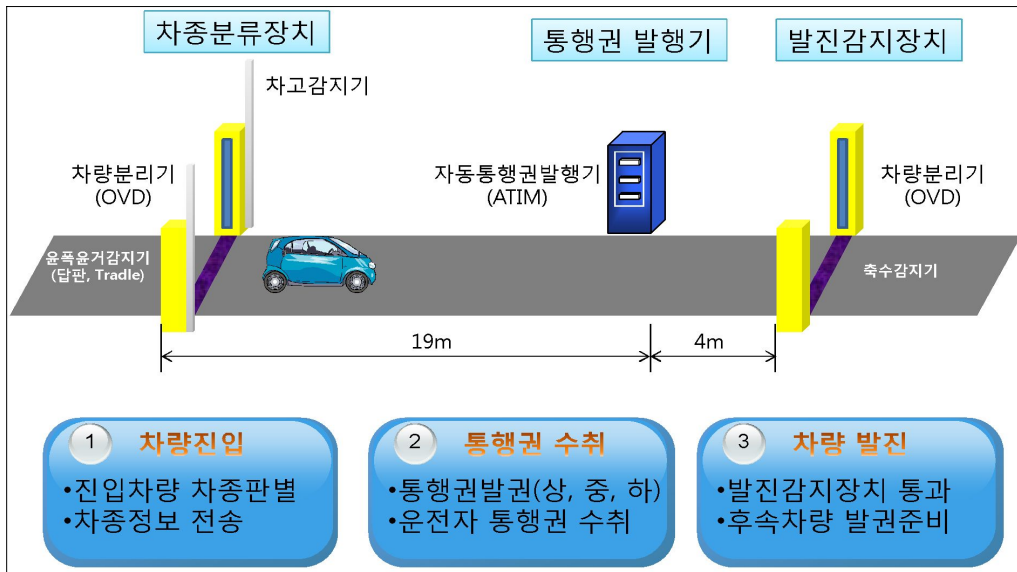 차종분류장치
통행권 발행기
발진감지장치
차고감지기
차량분리기
(OVD)
자동통행권발행기
(ATIM)
차량분리기
(OVD)
윤폭윤거감지기
(답판, Tradle)
축수감지기
19m
4m
1 차량진입
•진입차량 차종판별
•차종정보 전송
2 통행권 수취
•통행권발권(상, 중, 하)
•운전자 통행권 수취
3 차량 발진
•발진감지장치 통과
•후속차량 발권준비